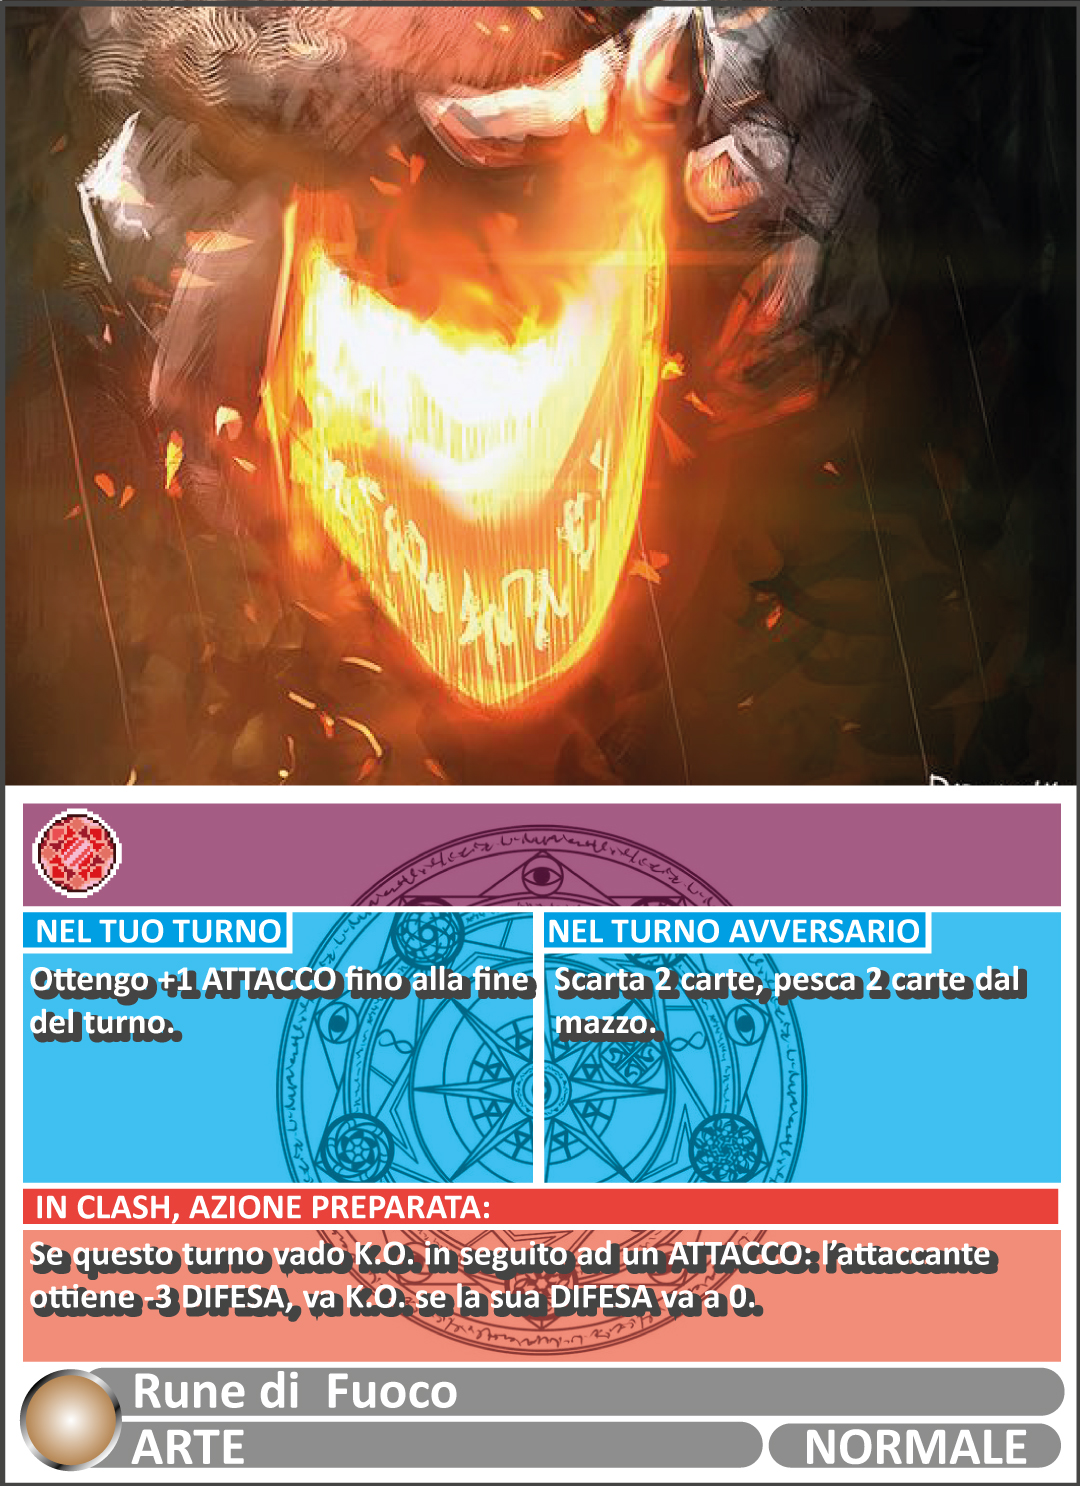 NEL TUO TURNO
Ottengo +1 ATTACCO fino alla fine
del turno.
NEL TURNO AVVERSARIO
Scarta 2 carte, pesca 2 carte dal
mazzo.
IN CLASH, AZIONE PREPARATA:
Se questo turno vado K.O. in seguito ad un ATTACCO: l’attaccante
ottiene -3 DIFESA, va K.O. se la sua DIFESA va a 0.
Rune di Fuoco
ARTE
NORMALE